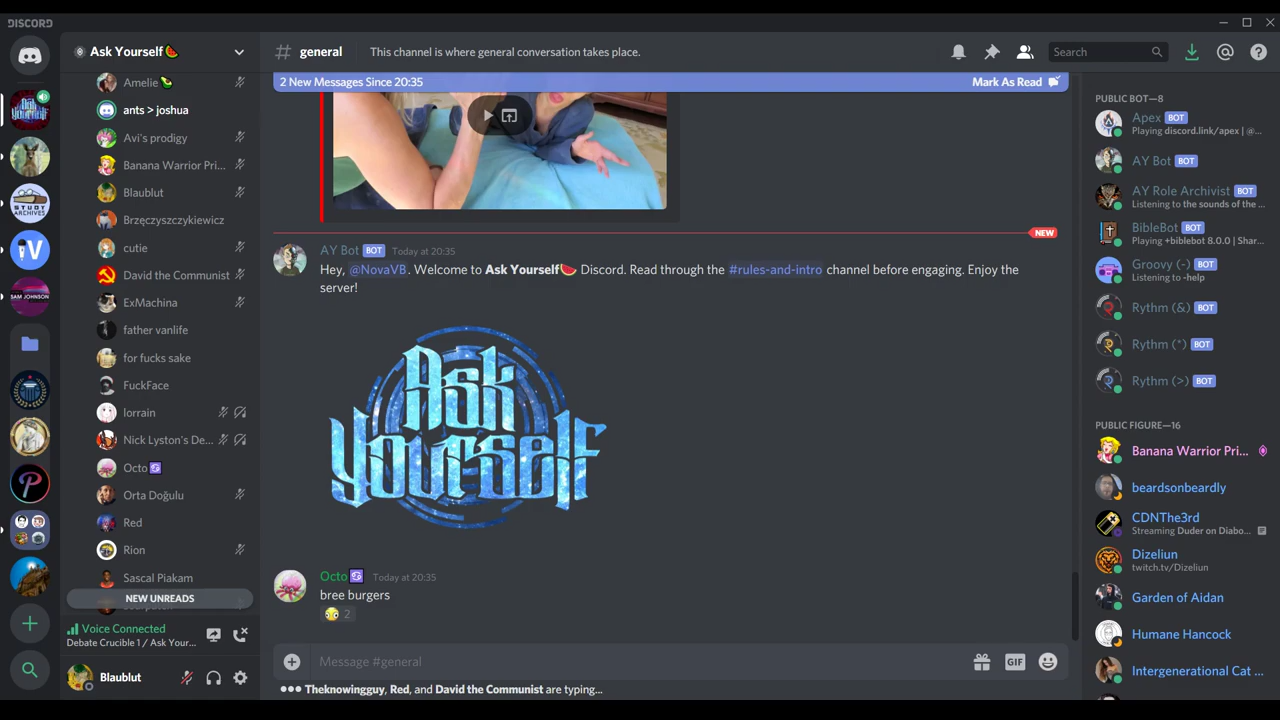 DISCORD
Ask Yourself🍉
Amelie🥑
ants > joshua
Avi's prodigy
Banana Warrior Pri...
Blaublut
Brzęczyszczykiewicz
cutie
David the Communist
ExMachina
father vanlife
for fucks sake
FuckFace
lorrain
Nick Lyston's De...
Octo♋
Orta Doğulu
Red
Rion
Sascal Piakam
NEW UNREADS
Voice Connected
Debate Crucible 1 / Ask Your...
Blaublut
STUDY
ARCHIVES
SAM JOHNSON
# general
This channel is where general conversation takes place.
Search
2 New Messages Since 20:35
Mark As Read
NEW
AY Bot BOT Today at 20:35
Hey, @NovaVB. Welcome to Ask Yourself🍉 Discord. Read through the #rules-and-intro channel before engaging. Enjoy the
server!
Ask
Yourself
Octo♋ Today at 20:35
bree burgers
2
Message #general
GIF
Theknowingguy, Red, and David the Communist are typing...
PUBLIC BOT—8
Apex BOT
Playing discord.link/apex | @...
AY Bot BOT
AY Role Archivist BOT
Listening to the sounds of the ...
BibleBot BOT
Playing +biblebot 8.0.0 | Shar...
Groovy (-) BOT
Listening to -help
Rythm (&) BOT
Rythm (*) BOT
Rythm (>) BOT
PUBLIC FIGURE—16
Banana Warrior Pri...
beardsonbeardly
CDNThe3rd
Streaming Duder on Diabo...
Dizeliun
twitch.tv/Dizeliun
Garden of Aidan
Humane Hancock
Intergenerational Cat ...